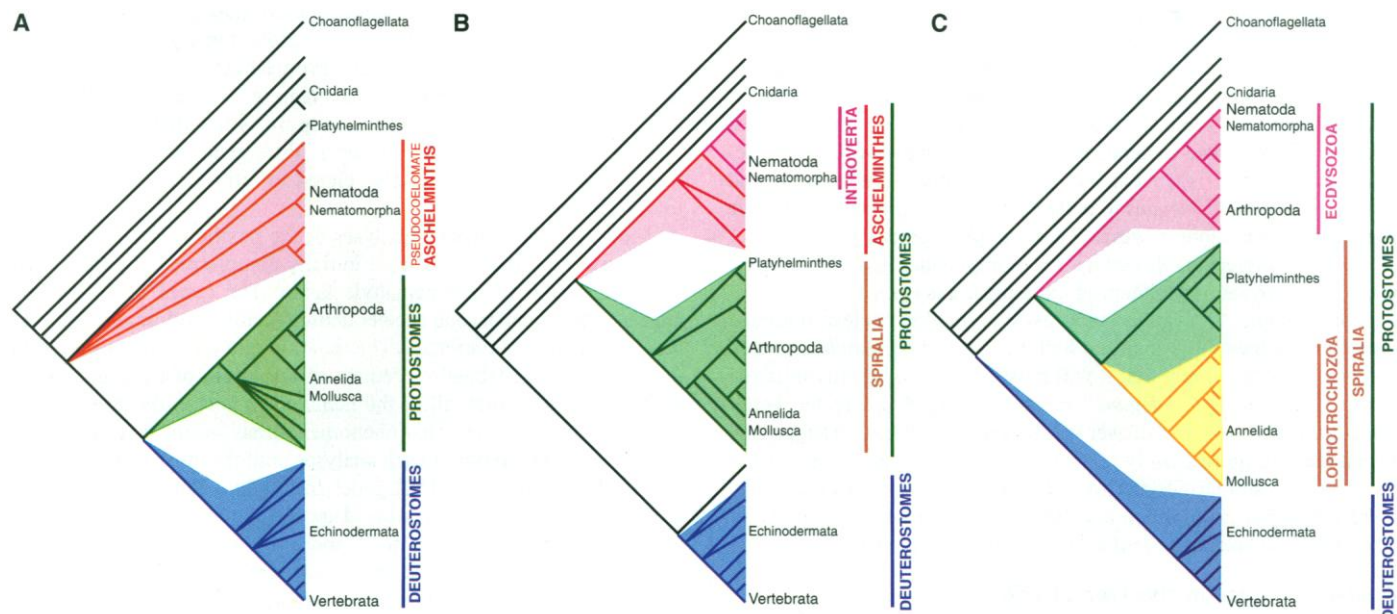 A
Choanoflagellata
Cnidaria
Platyhelminthes
Nematoda
Nematomorpha
PSEUDOCOELOMATE
ASCHELMINTHS
Arthropoda
Annelida
Mollusca
PROTOSTOMES
Echinodermata
Vertebrata
DEUTEROSTOMES
B
Choanoflagellata
Cnidaria
Nematoda
Nematomorpha
INTROVERTA
ASCHELMINTHES
Platyhelminthes
Arthropoda
Annelida
Mollusca
SPIRALIA
PROTOSTOMES
Echinodermata
Vertebrata
DEUTEROSTOMES
C
Choanoflagellata
Cnidaria
Nematoda
Nematomorpha
Arthropoda
ECDYSOZOA
Platyhelminthes
Annelida
Mollusca
LOPHOTROCHOZOA
SPIRALIA
PROTOSTOMES
Echinodermata
Vertebrata
DEUTEROSTOMES